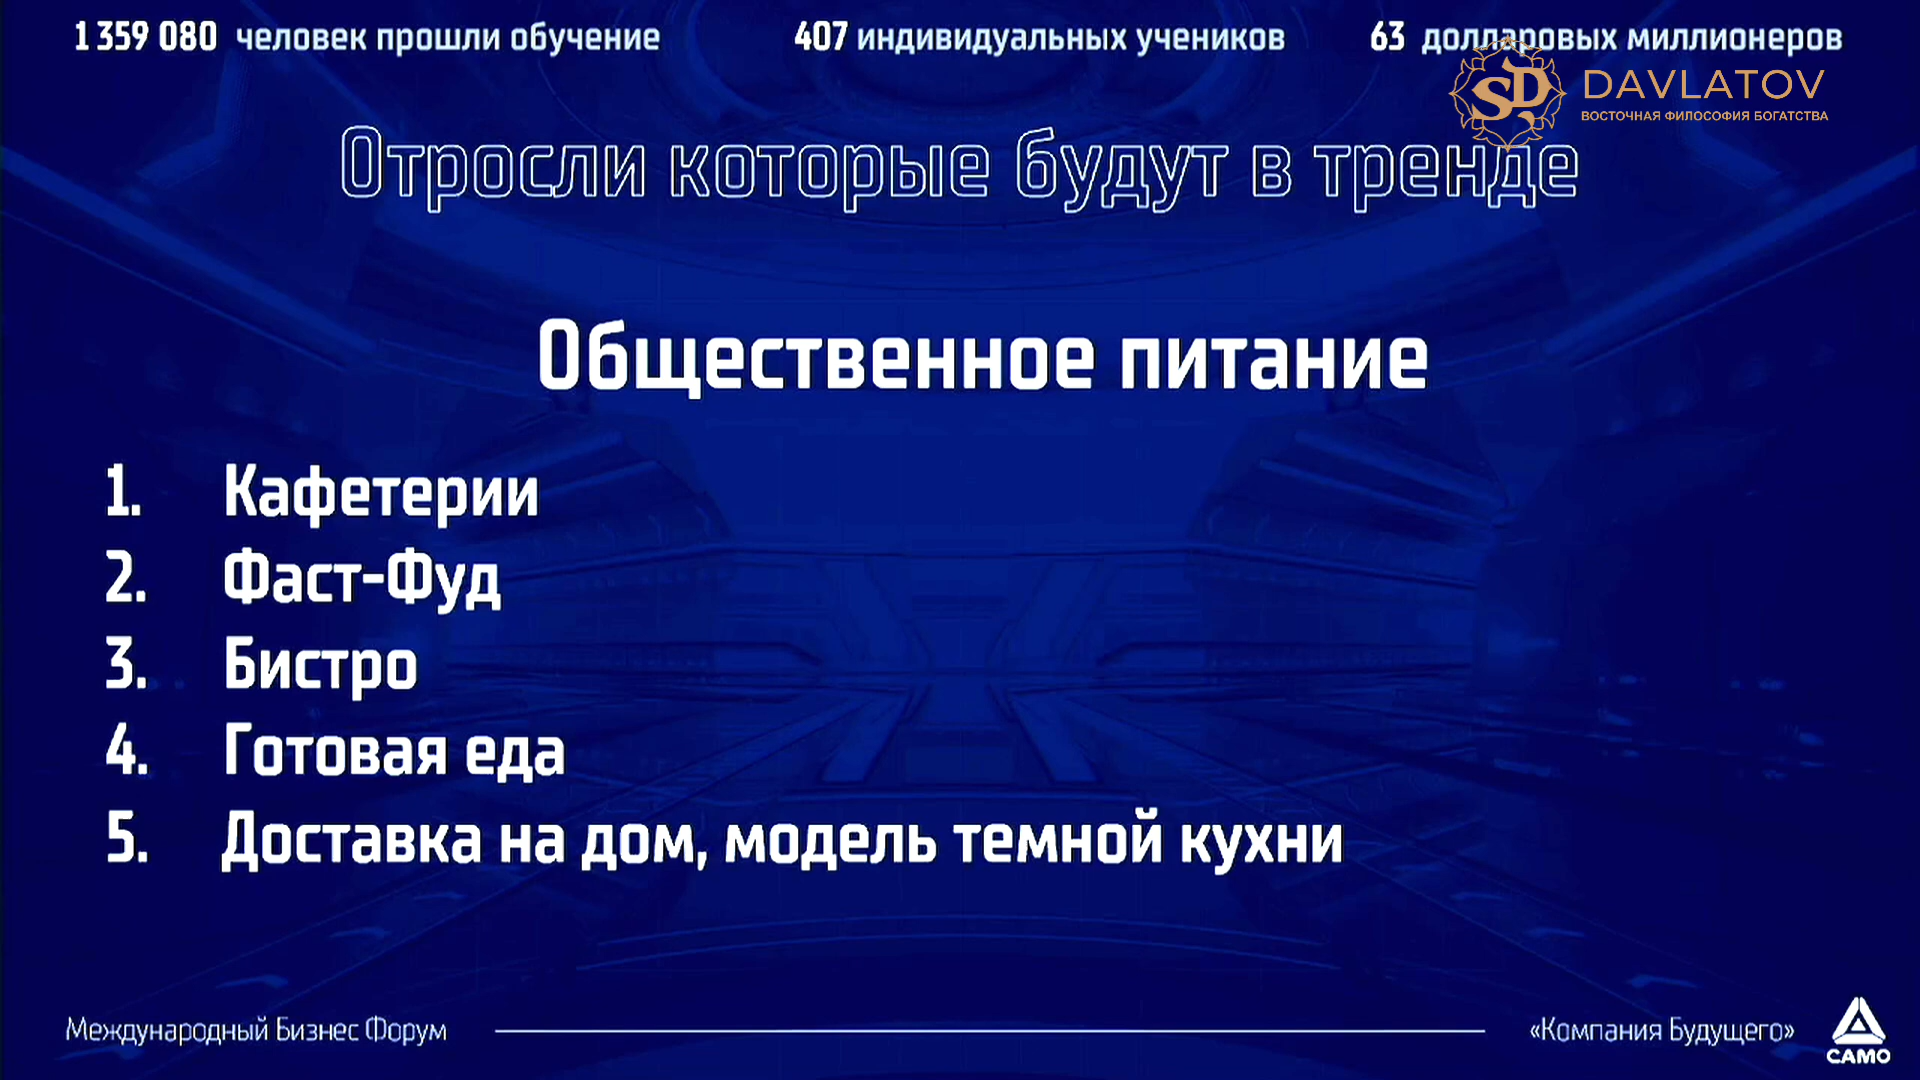 1 359 080 человек прошли обучение 407 индивидуальных учеников 63 долларовых миллионеров
SD DAVLATOV
ВОСТОЧНАЯ ФИЛОСОФИЯ БОГАТСТВА
Отросли которые будут в тренде
Общественное питание
1. Кафетерии
2. Фаст-Фуд
3. Бистро
4. Готовая еда
5. Доставка на дом, модель темной кухни
Международный Бизнес Форум «Компания Будущего»
САМО